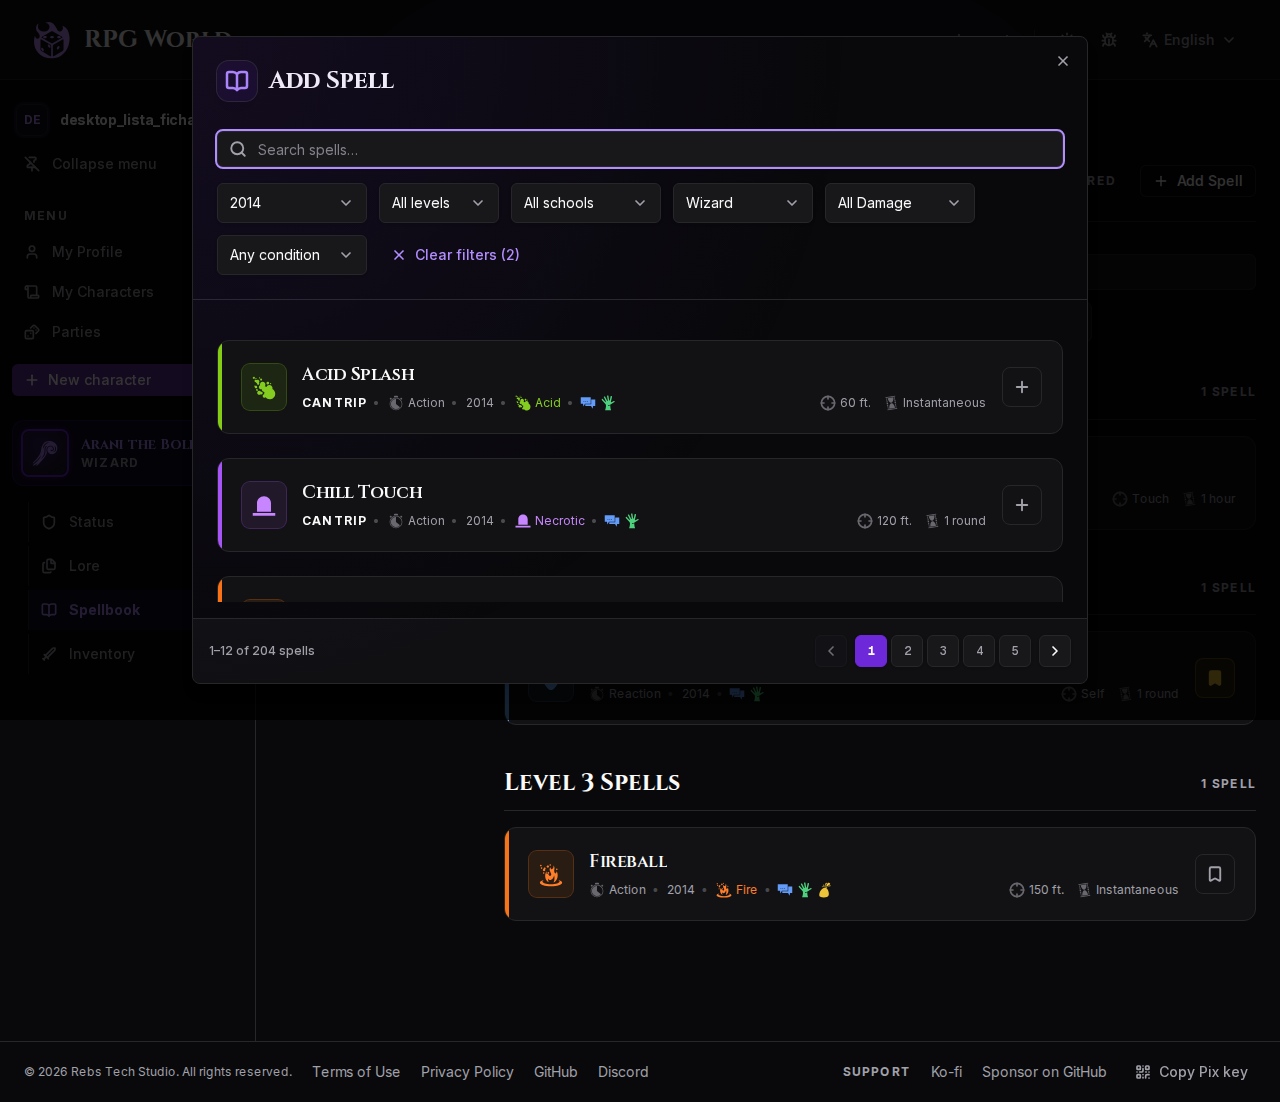 RPG World
English
DE
desktop_lista_ficha
Collapse menu
MENU
My Profile
My Characters
Parties
New character
Arani the Bol
WIZARD
Status
Lore
Spellbook
Inventory
Add Spell
Search spells…
2014
All levels
All schools
Wizard
All Damage
Any condition
Clear filters (2)
Acid Splash
CANTRIP • Action • 2014 • Acid •
60 ft. Instantaneous
Chill Touch
CANTRIP • Action • 2014 • Necrotic •
120 ft. 1 round
1–12 of 204 spells
1 2 3 4 5
RED
Add Spell
1 SPELL
Touch 1 hour
1 SPELL
Reaction • 2014 •
Self 1 round
Level 3 Spells
1 SPELL
Fireball
Action • 2014 • Fire •
150 ft. Instantaneous
© 2026 Rebs Tech Studio. All rights reserved. Terms of Use Privacy Policy GitHub Discord
SUPPORT Ko-fi Sponsor on GitHub Copy Pix key